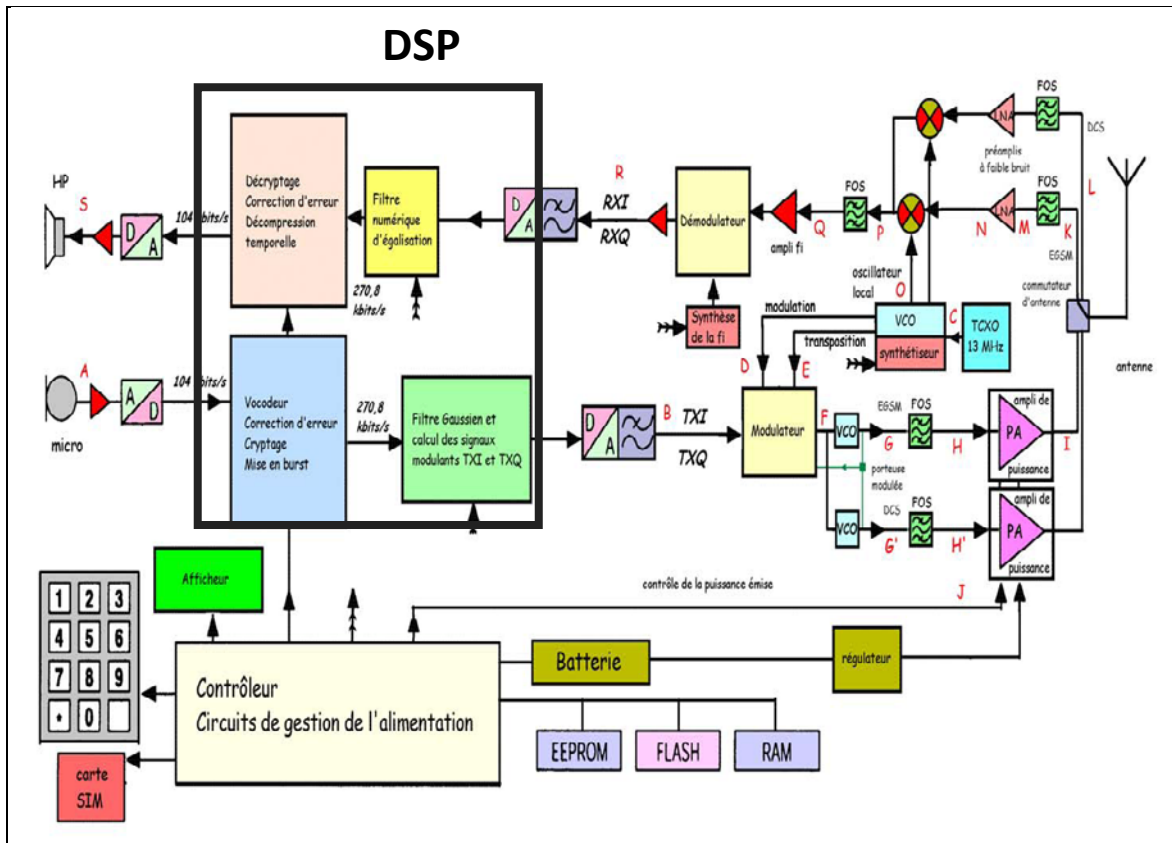 DSP
HP
S
D
A
104 kbits/s
Décryptage
Correction d'erreur
Décompression
temporelle
Filtre
numérique
d'égalisation
270,8
kbits/s
D
A
R
RXI
RXQ
Démodulateur
Synthèse
de la fi
ampli fi
Q
FOS
P
oscillateur
local
O
préamplis
à faible bruit
LNA
FOS
DCS
L
N
LNA
M
FOS
K
EGSM
commutateur
d'antenne
antenne
modulation
transposition
VCO
synthétiseur
C
TCXO
13 MHz
D
E
micro
A
A
D
104 kbits/s
Vocodeur
Correction d'erreur
Cryptage
Mise en burst
270,8
kbits/s
Filtre Gaussien et
calcul des signaux
modulants TXI et TXQ
D
A
B
TXI
TXQ
Modulateur
F
VCO
EGSM
G
FOS
H
ampli de
PA
puissance
I
porteuse
modulée
VCO
DCS
G'
FOS
H'
ampli de
PA
puissance
contrôle de la puissance émise
J
Afficheur
1 2 3
4 5 6
7 8 9
* 0
carte
SIM
Contrôleur
Circuits de gestion de l'alimentation
Batterie
régulateur
EEPROM
FLASH
RAM